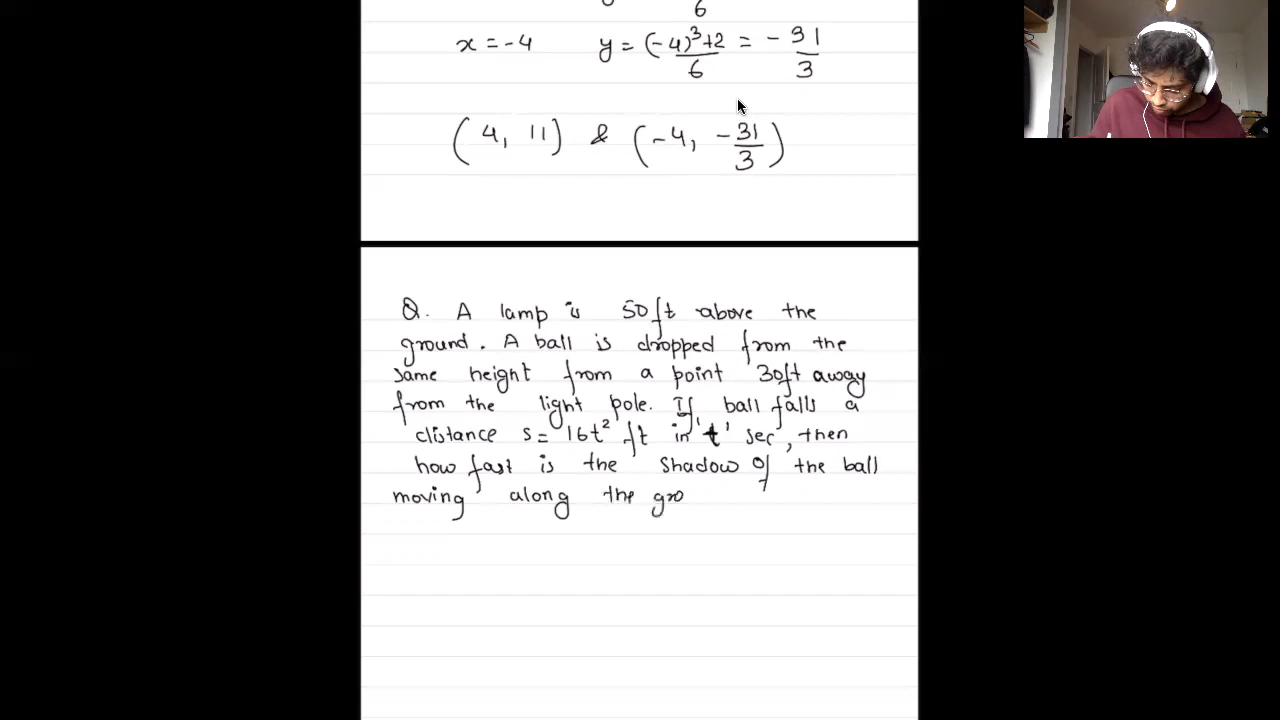 6
x = -4 y = (-4)³+2 / 6 = - 31/3
(4, 11) & (-4, -31/3)
Q. A lamp is 50ft above the
ground. A ball is dropped from the
same height from a point 30ft away
from the light pole. If ball falls a
distance s = 16t² ft in 't' sec, then
how fast is the shadow of the ball
moving along the gro